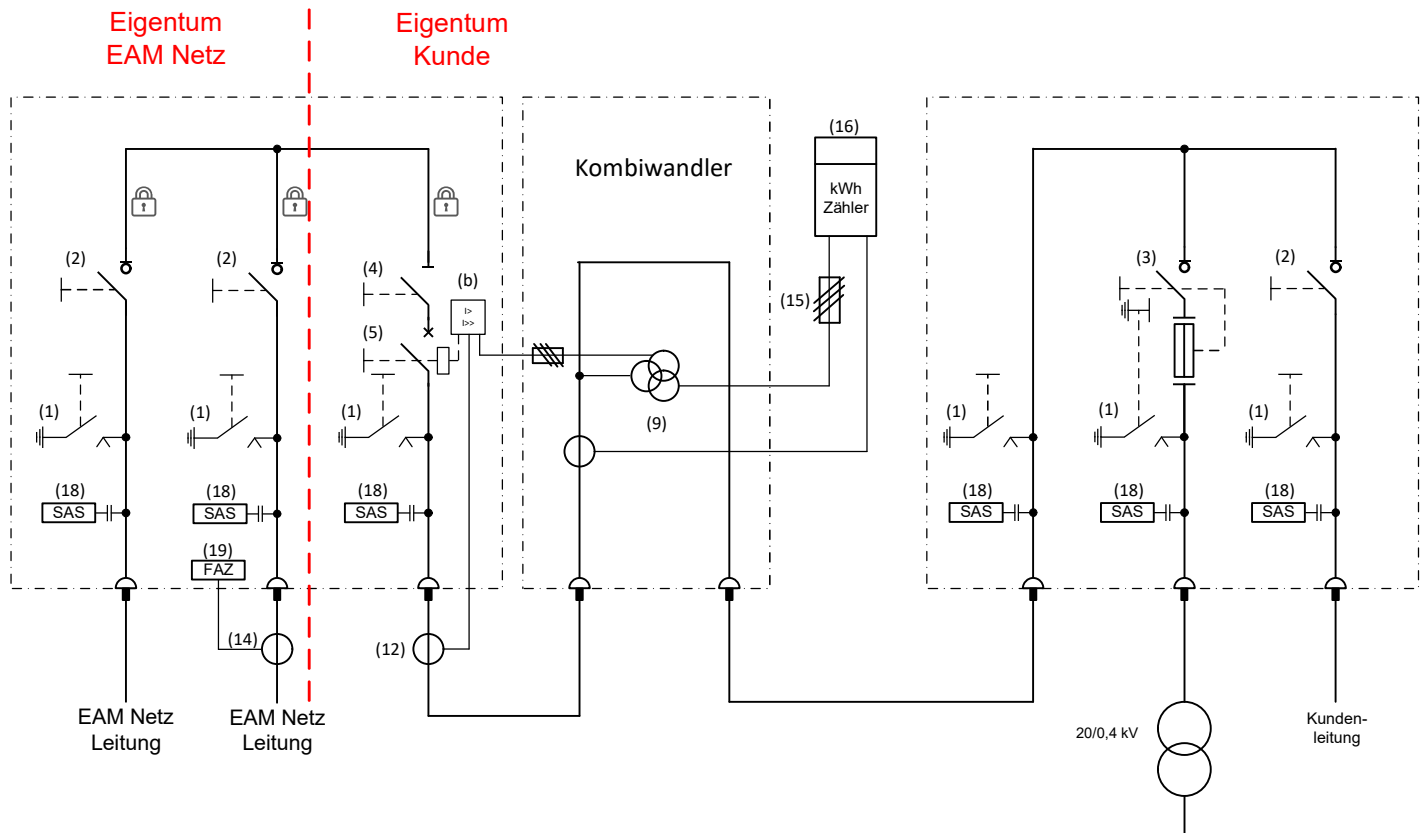 Eigentum
EAM Netz
Eigentum
Kunde
Kombiwandler
(16)
kWh
Zähler
(2)
(2)
(4)
(b)
I>
I>>
(5)
(15)
(3)
(2)
(9)
(1)
(1)
(1)
(1)
(1)
(1)
(18)
SAS
(18)
SAS
(18)
SAS
(18)
SAS
(18)
SAS
(18)
SAS
(19)
FAZ
(14)
(12)
EAM Netz
Leitung
EAM Netz
Leitung
20/0,4 kV
Kunden-
leitung